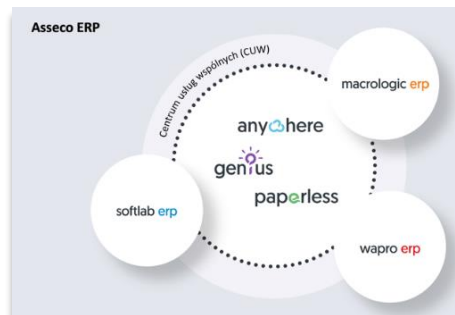 Asseco ERP
Centrum usług wspólnych (CUW)
macrologic erp
anywhere
genius
paperless
softlab erp
wapro erp